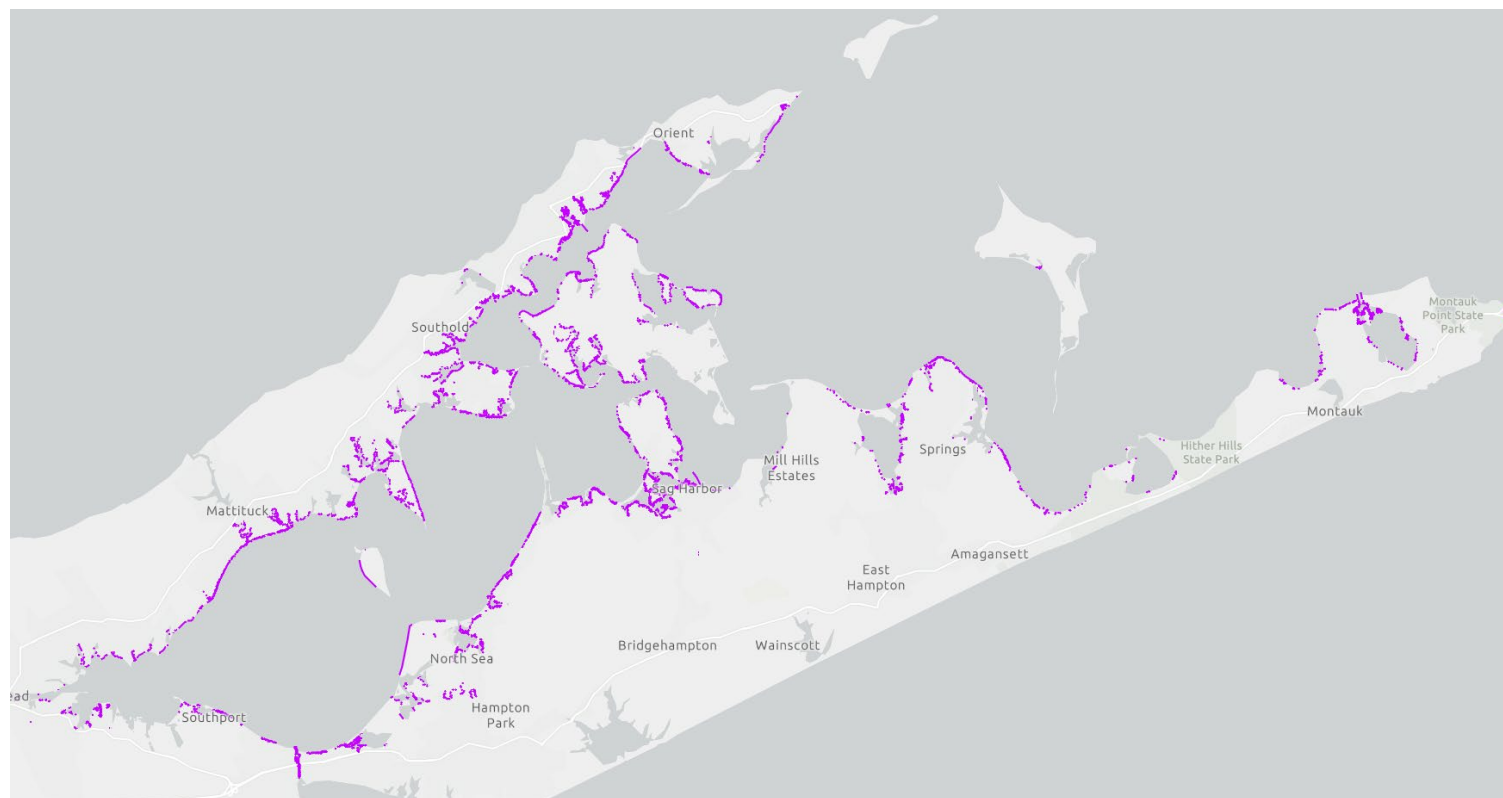 Orient
Montauk
Point State
Park
Southold
Montauk
Hither Hills
State Park
Springs
Mill Hills
Estates
Sag Harbor
Mattituck
Amagansett
East
Hampton
Bridgehampton
Wainscott
North Sea
ead
Hampton
Park
Southport